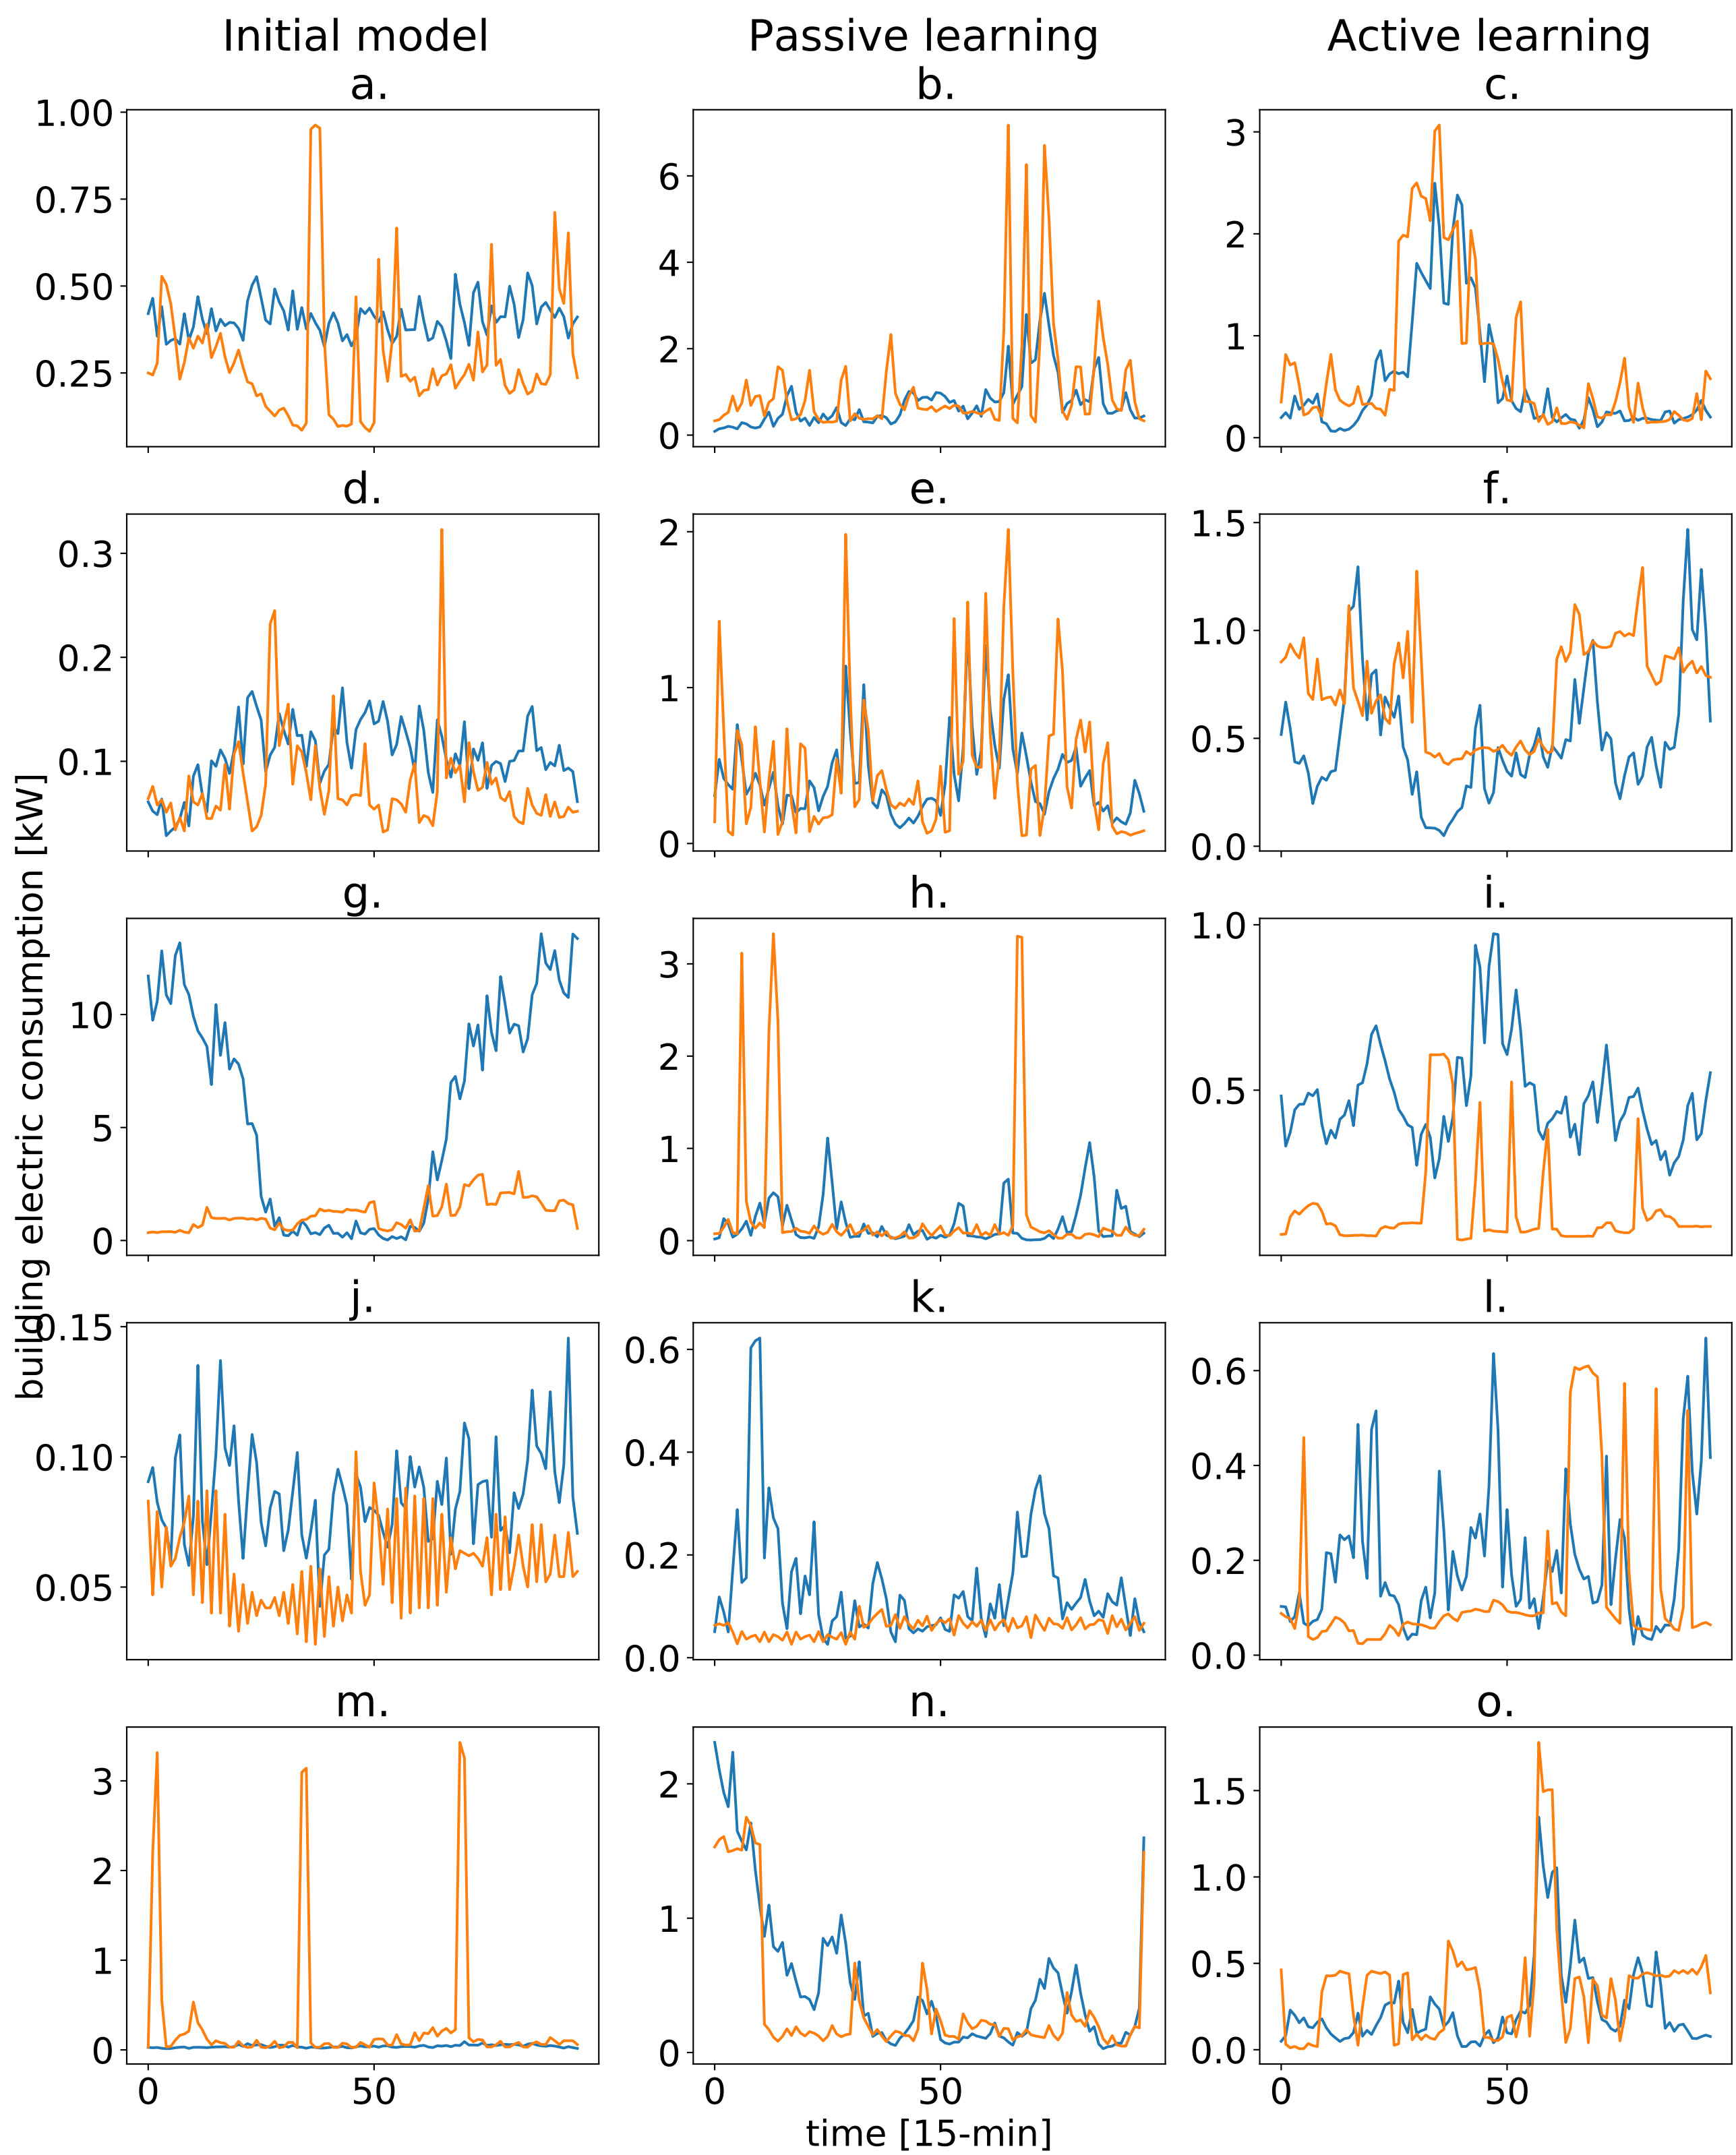 Initial model
Passive learning
Active learning
a.
b.
c.
1.00
0.75
0.50
0.25
6
4
2
0
3
2
1
0
d.
e.
f.
0.3
0.2
0.1
2
1
0
1.5
1.0
0.5
0.0
g.
h.
i.
10
5
0
3
2
1
0
1.0
0.5
building electric consumption [kW]
j.
k.
l.
0.15
0.10
0.05
0.6
0.4
0.2
0.0
0.6
0.4
0.2
0.0
m.
n.
o.
3
2
1
0
2
1
0
1.5
1.0
0.5
0.0
0 50
0 50
0 50
time [15-min]